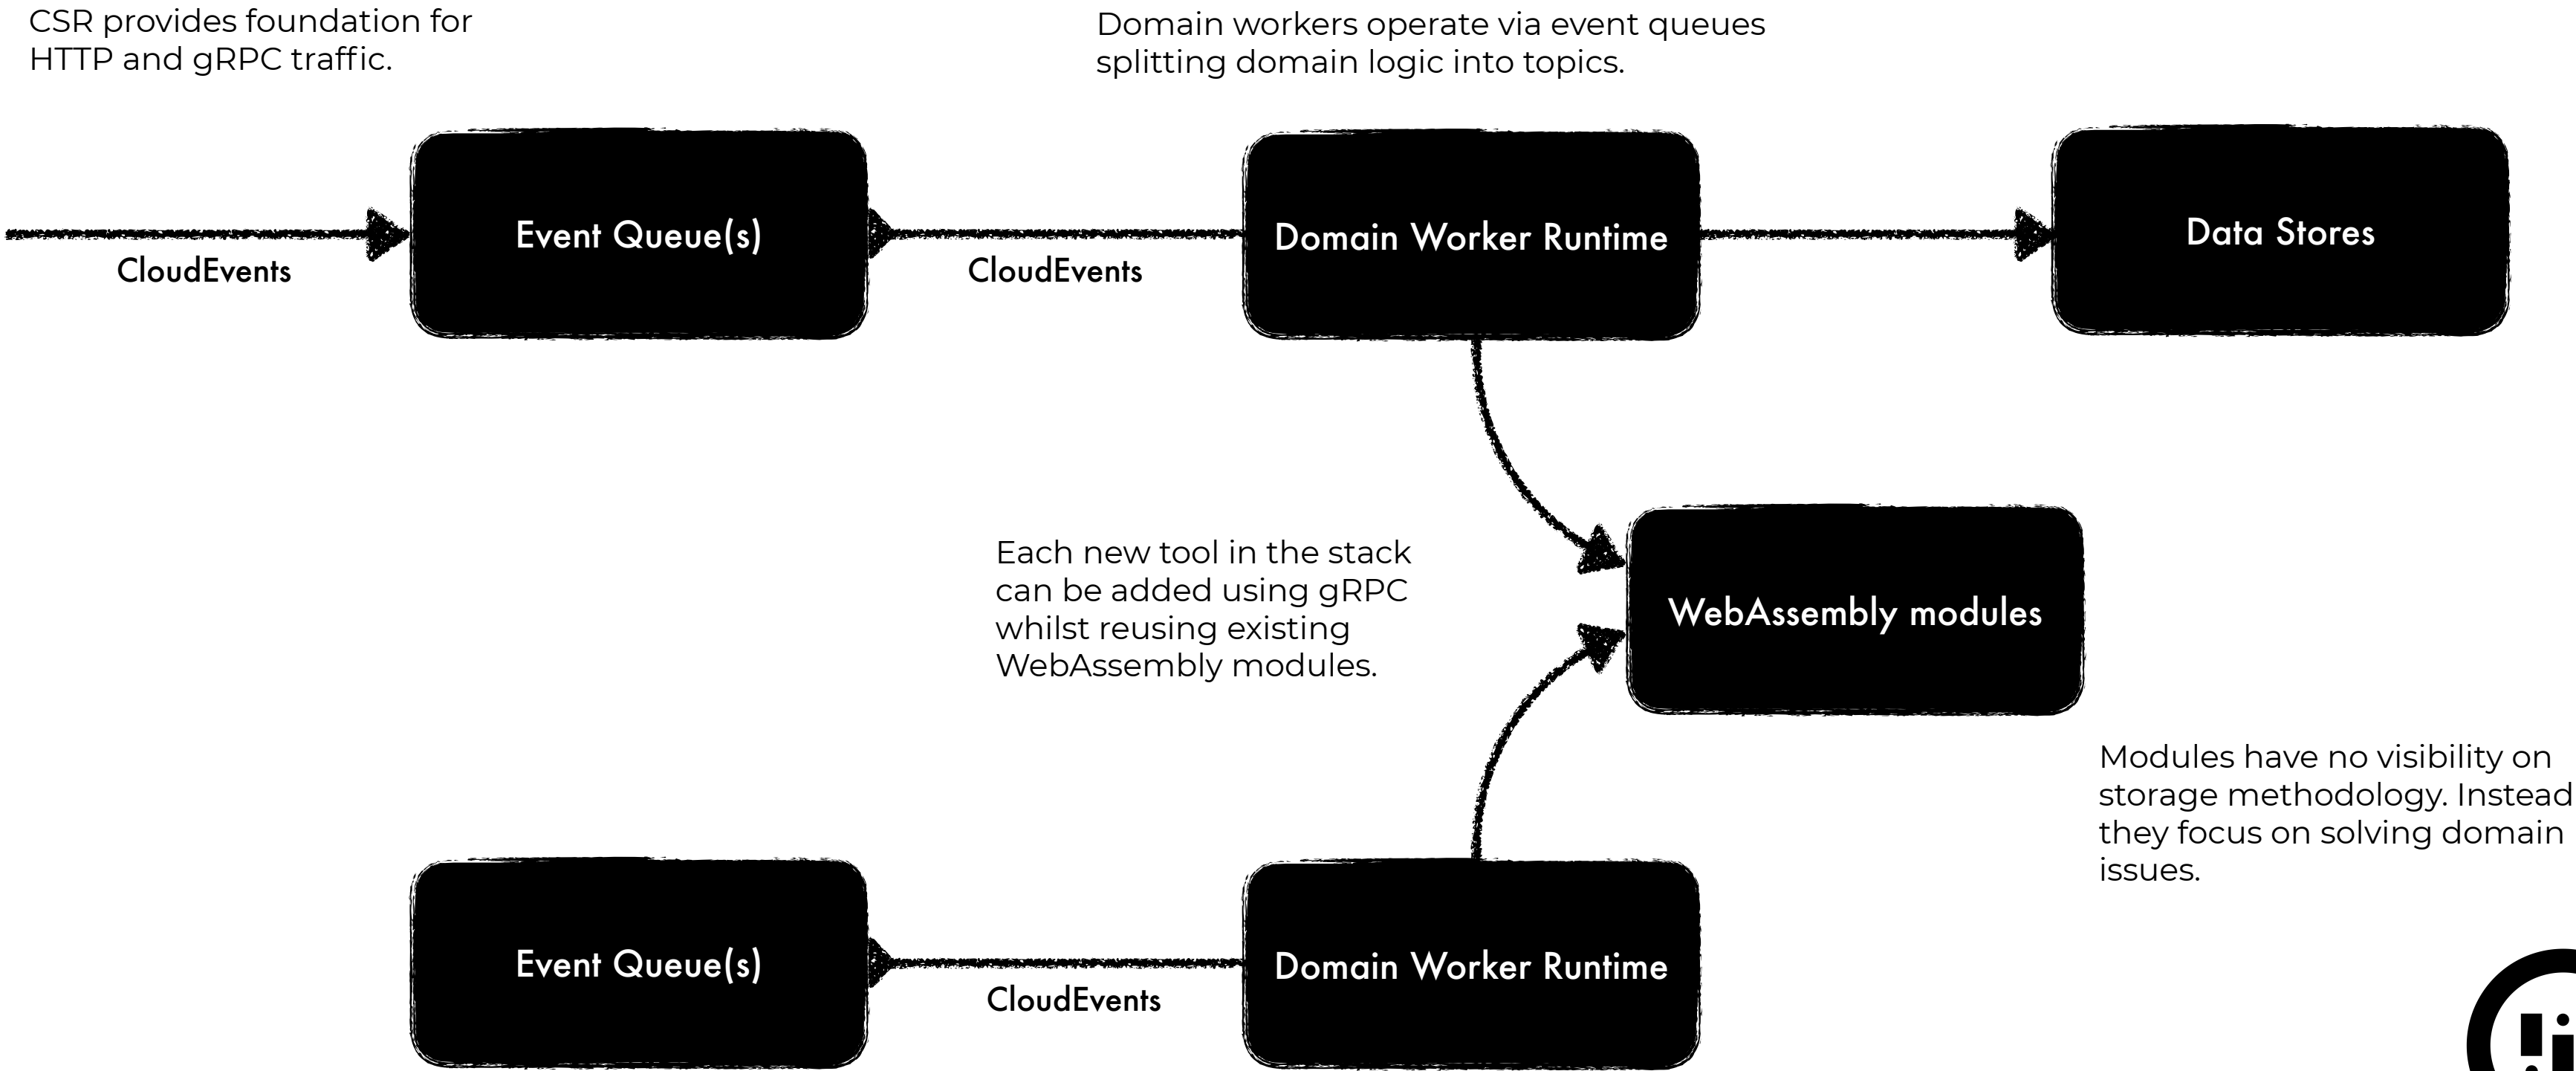 CSR provides foundation for
HTTP and gRPC traffic.
Domain workers operate via event queues
splitting domain logic into topics.
Event Queue(s)
Domain Worker Runtime
Data Stores
CloudEvents
CloudEvents
Each new tool in the stack
can be added using gRPC
whilst reusing existing
WebAssembly modules.
WebAssembly modules
Modules have no visibility on
storage methodology. Instead
they focus on solving domain
issues.
Event Queue(s)
Domain Worker Runtime
CloudEvents